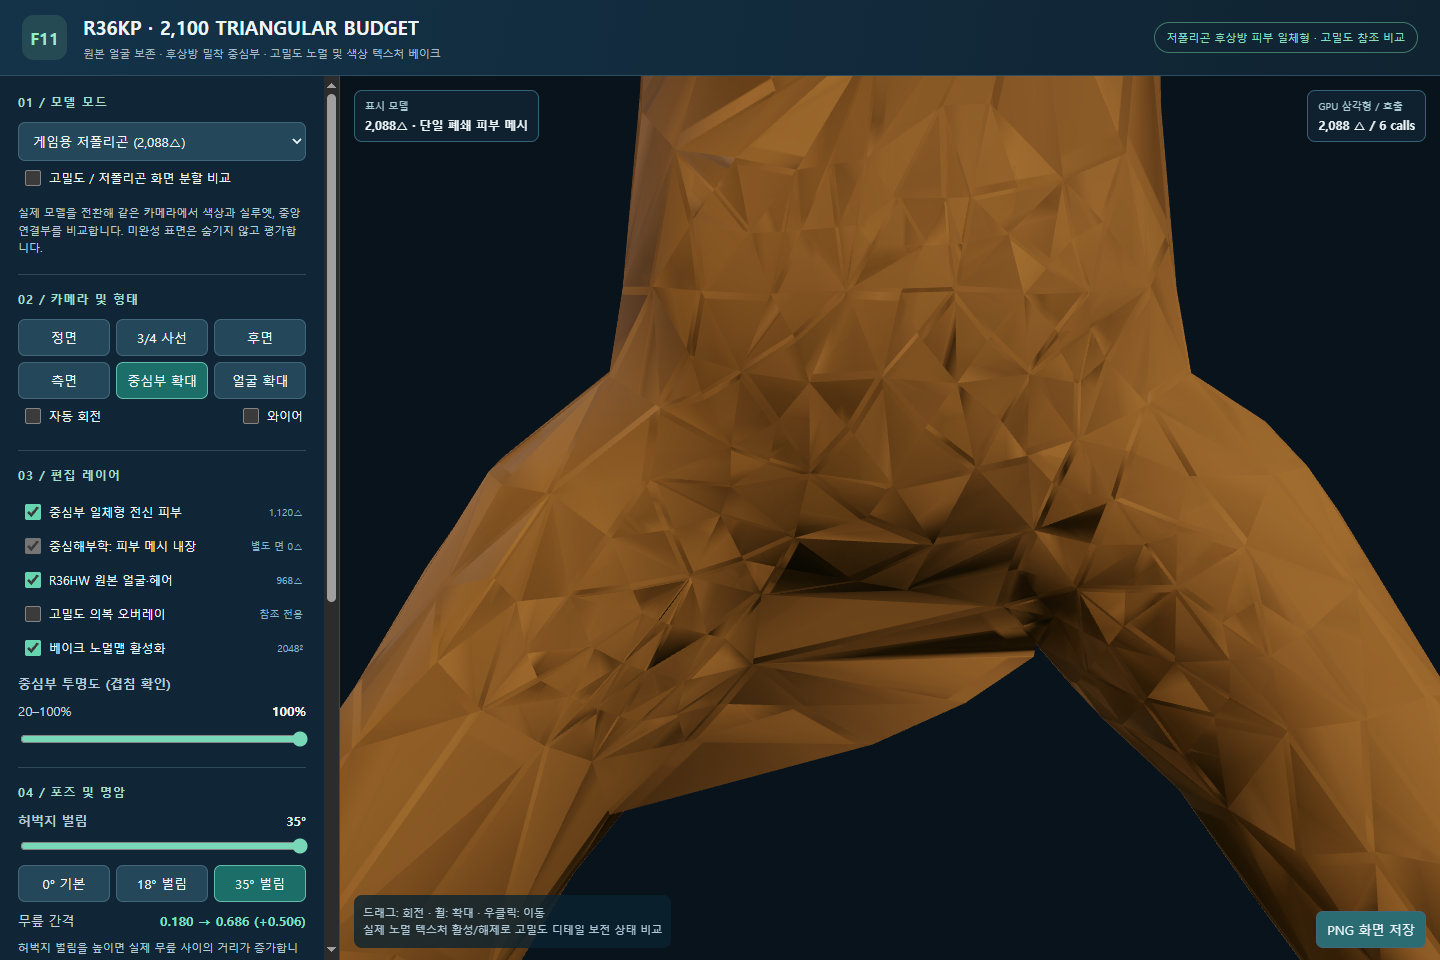 F11
R36KP · 2,100 TRIANGULAR BUDGET
원본 얼굴 보존 · 후상방 밀착 중심부 · 고밀도 노멀 및 색상 텍스처 베이크
저폴리곤 후상방 피부 일체형 · 고밀도 참조 비교
01 / 모델 모드
게임용 저폴리곤 (2,088△)
고밀도 / 저폴리곤 화면 분할 비교
실제 모델을 전환해 같은 카메라에서 색상과 실루엣, 중앙
연결부를 비교합니다. 미완성 표면은 숨기지 않고 평가합
니다.
02 / 카메라 및 형태
정면
3/4 사선
후면
측면
중심부 확대
얼굴 확대
자동 회전
와이어
03 / 편집 레이어
중심부 일체형 전신 피부
1,120△
중심해부학: 피부 메시 내장
별도 면 0△
R36HW 원본 얼굴·헤어
968△
고밀도 의복 오버레이
참조 전용
베이크 노멀맵 활성화
2048²
중심부 투명도 (겹침 확인)
20–100%
100%
04 / 포즈 및 명암
허벅지 벌림
35°
0° 기본
18° 벌림
35° 벌림
무릎 간격
0.180 → 0.686 (+0.506)
허벅지 벌림을 높이면 실제 무릎 사이의 거리가 증가합니
표시 모델
2,088△ · 단일 폐쇄 피부 메시
GPU 삼각형 / 호출
2,088 △ / 6 calls
드래그: 회전 · 휠: 확대 · 우클릭: 이동
실제 노멀 텍스처 활성/해제로 고밀도 디테일 보전 상태 비교
PNG 화면 저장